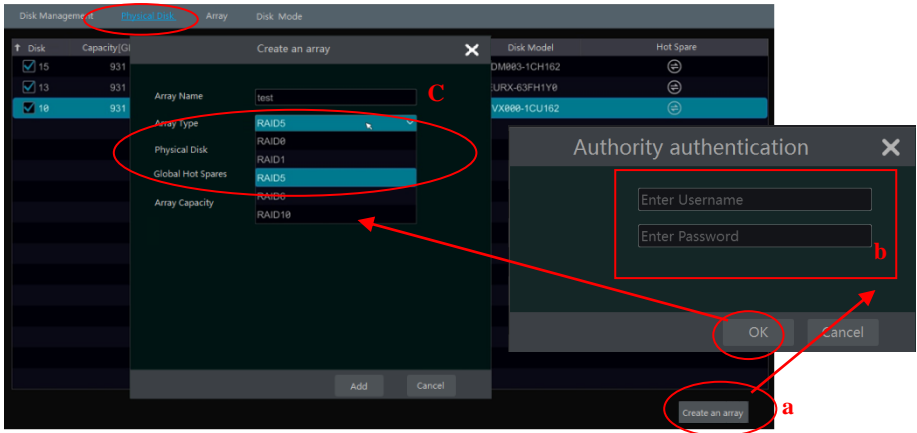 Disk Management Physical Disk Array Disk Mode
Disk Capacity[GB Create an array Disk Model Hot Spare
15 931 DM003-1CH162
13 931 EURX-63FH1Y0
10 931 VX000-1CU162
Array Name test C
Array Type RAID5
RAID0
Physical Disk
RAID1
Global Hot Spares RAID5
RAID6
Array Capacity
RAID10
Add Cancel
Authority authentication
Enter Username
Enter Password
b
OK Cancel
Create an array a